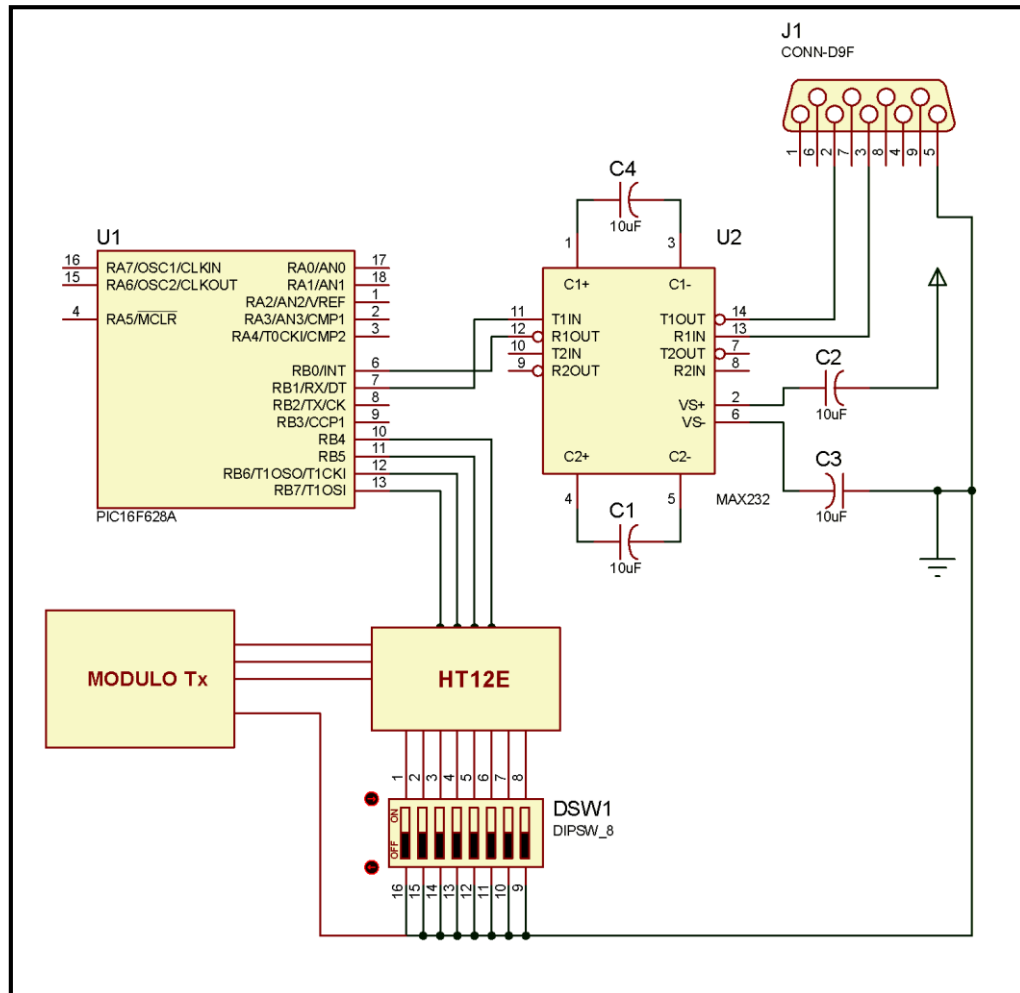 J1
CONN-D9F
1
6
2
7
3
8
4
9
5
C4
10uF
U1
U2
16 RA7/OSC1/CLKIN RA0/AN0 17
15 RA6/OSC2/CLKOUT RA1/AN1 18
RA2/AN2/VREF 1
4 RA5/MCLR RA3/AN3/CMP1 2
RA4/T0CKI/CMP2 3
RB0/INT 6
RB1/RX/DT 7
RB2/TX/CK 8
RB3/CCP1 9
RB4 10
RB5 11
RB6/T1OSO/T1CKI 12
RB7/T1OSI 13
PIC16F628A
1 3
C1+ C1-
11 T1IN T1OUT 14
12 R1OUT R1IN 13
10 T2IN T2OUT 7
9 R2OUT R2IN 8
VS+ 2
VS- 6
C2+ C2-
4 5
MAX232
C2
10uF
C3
10uF
C1
10uF
MODULO Tx
HT12E
1 2 3 4 5 6 7 8
DSW1
DIPSW_8
ON
OFF
16 15 14 13 12 11 10 9